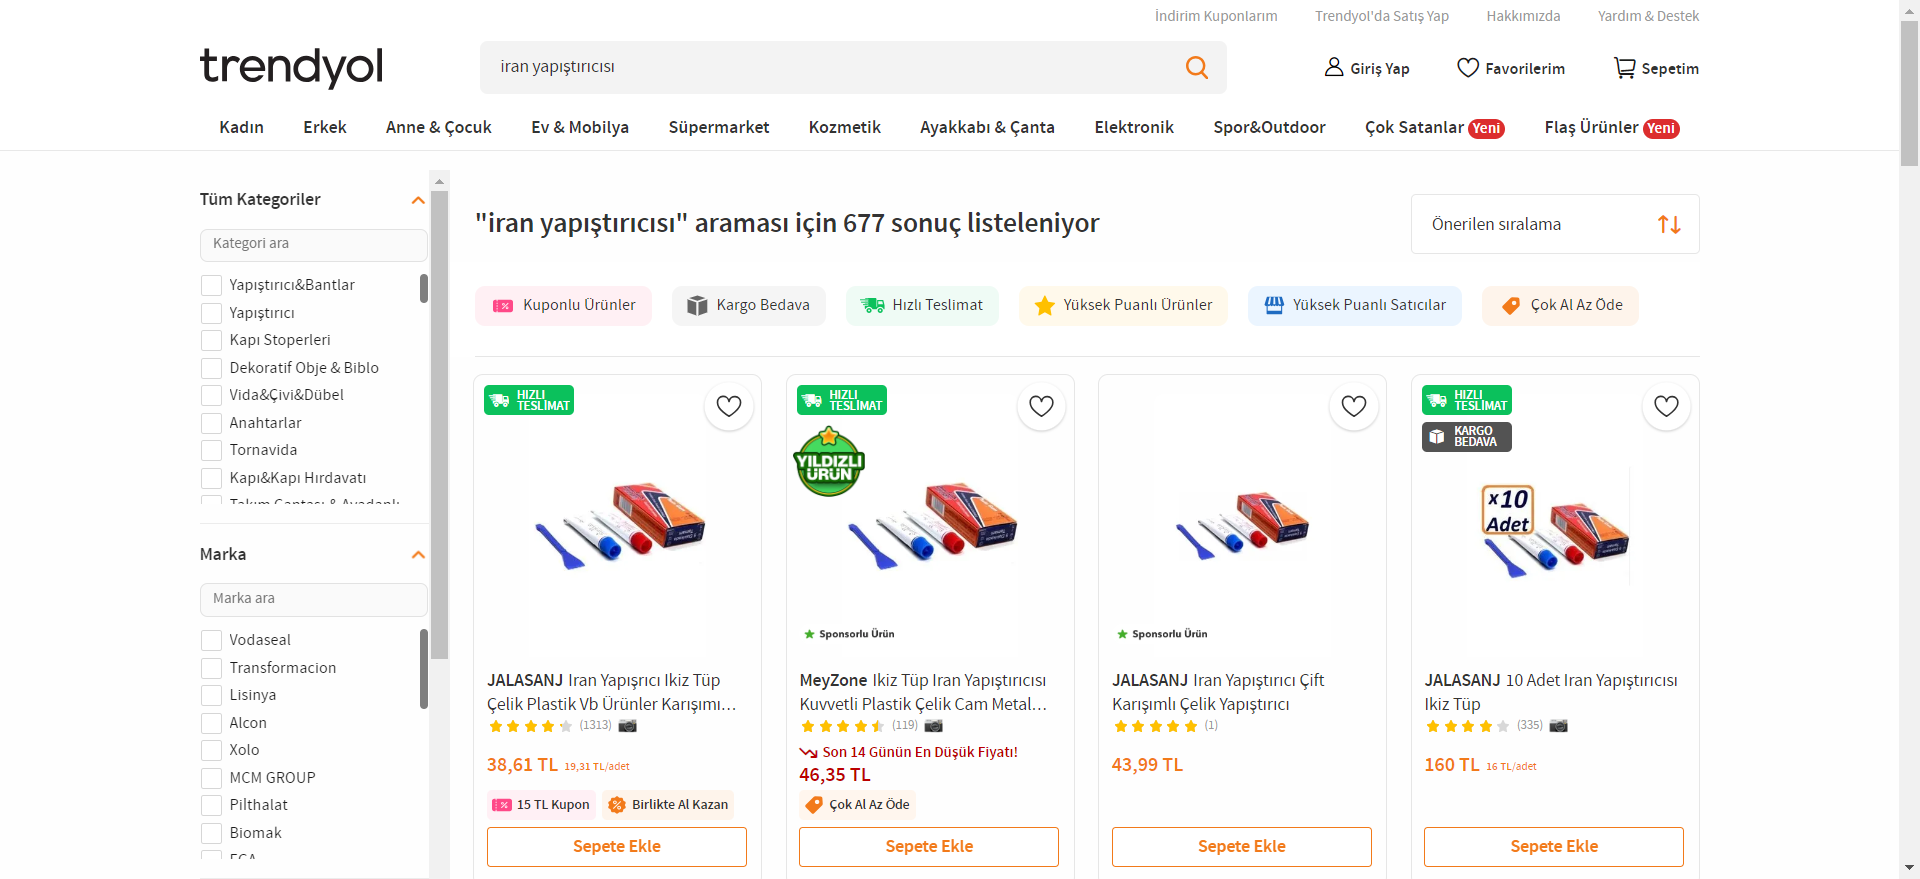 İndirim Kuponlarım
Trendyol'da Satış Yap
Hakkımızda
Yardım & Destek
trendyol
iran yapıştırıcısı
Giriş Yap
Favorilerim
Sepetim
Kadın
Erkek
Anne & Çocuk
Ev & Mobilya
Süpermarket
Kozmetik
Ayakkabı & Çanta
Elektronik
Spor&Outdoor
Çok Satanlar Yeni
Flaş Ürünler Yeni
Tüm Kategoriler
Kategori ara
Yapıştırıcı&Bantlar
Yapıştırıcı
Kapı Stoperleri
Dekoratif Obje & Biblo
Vida&Çivi&Dübel
Anahtarlar
Tornavida
Kapı&Kapı Hırdavatı
Marka
Marka ara
Vodaseal
Transformacion
Lisinya
Alcon
Xolo
MCM GROUP
Pilthalat
Biomak
"iran yapıştırıcısı" araması için 677 sonuç listeleniyor
Önerilen sıralama
Kuponlu Ürünler
Kargo Bedava
Hızlı Teslimat
Yüksek Puanlı Ürünler
Yüksek Puanlı Satıcılar
Çok Al Az Öde
HIZLI
TESLİMAT
JALASANJ Iran Yapışrıcı Ikiz Tüp
Çelik Plastik Vb Ürünler Karışımı...
(1313)
38,61 TL 19,31 TL/adet
15 TL Kupon
Birlikte Al Kazan
Sepete Ekle
HIZLI
TESLİMAT
YILDIZLI
ÜRÜN
Sponsorlu Ürün
MeyZone Ikiz Tüp Iran Yapıştırıcısı
Kuvvetli Plastik Çelik Cam Metal...
(119)
Son 14 Günün En Düşük Fiyatı!
46,35 TL
Çok Al Az Öde
Sepete Ekle
Sponsorlu Ürün
JALASANJ Iran Yapıştırıcı Çift
Karışımlı Çelik Yapıştırıcı
(1)
43,99 TL
Sepete Ekle
HIZLI
TESLİMAT
KARGO
BEDAVA
x10
Adet
JALASANJ 10 Adet Iran Yapıştırıcısı
Ikiz Tüp
(335)
160 TL 16 TL/adet
Sepete Ekle